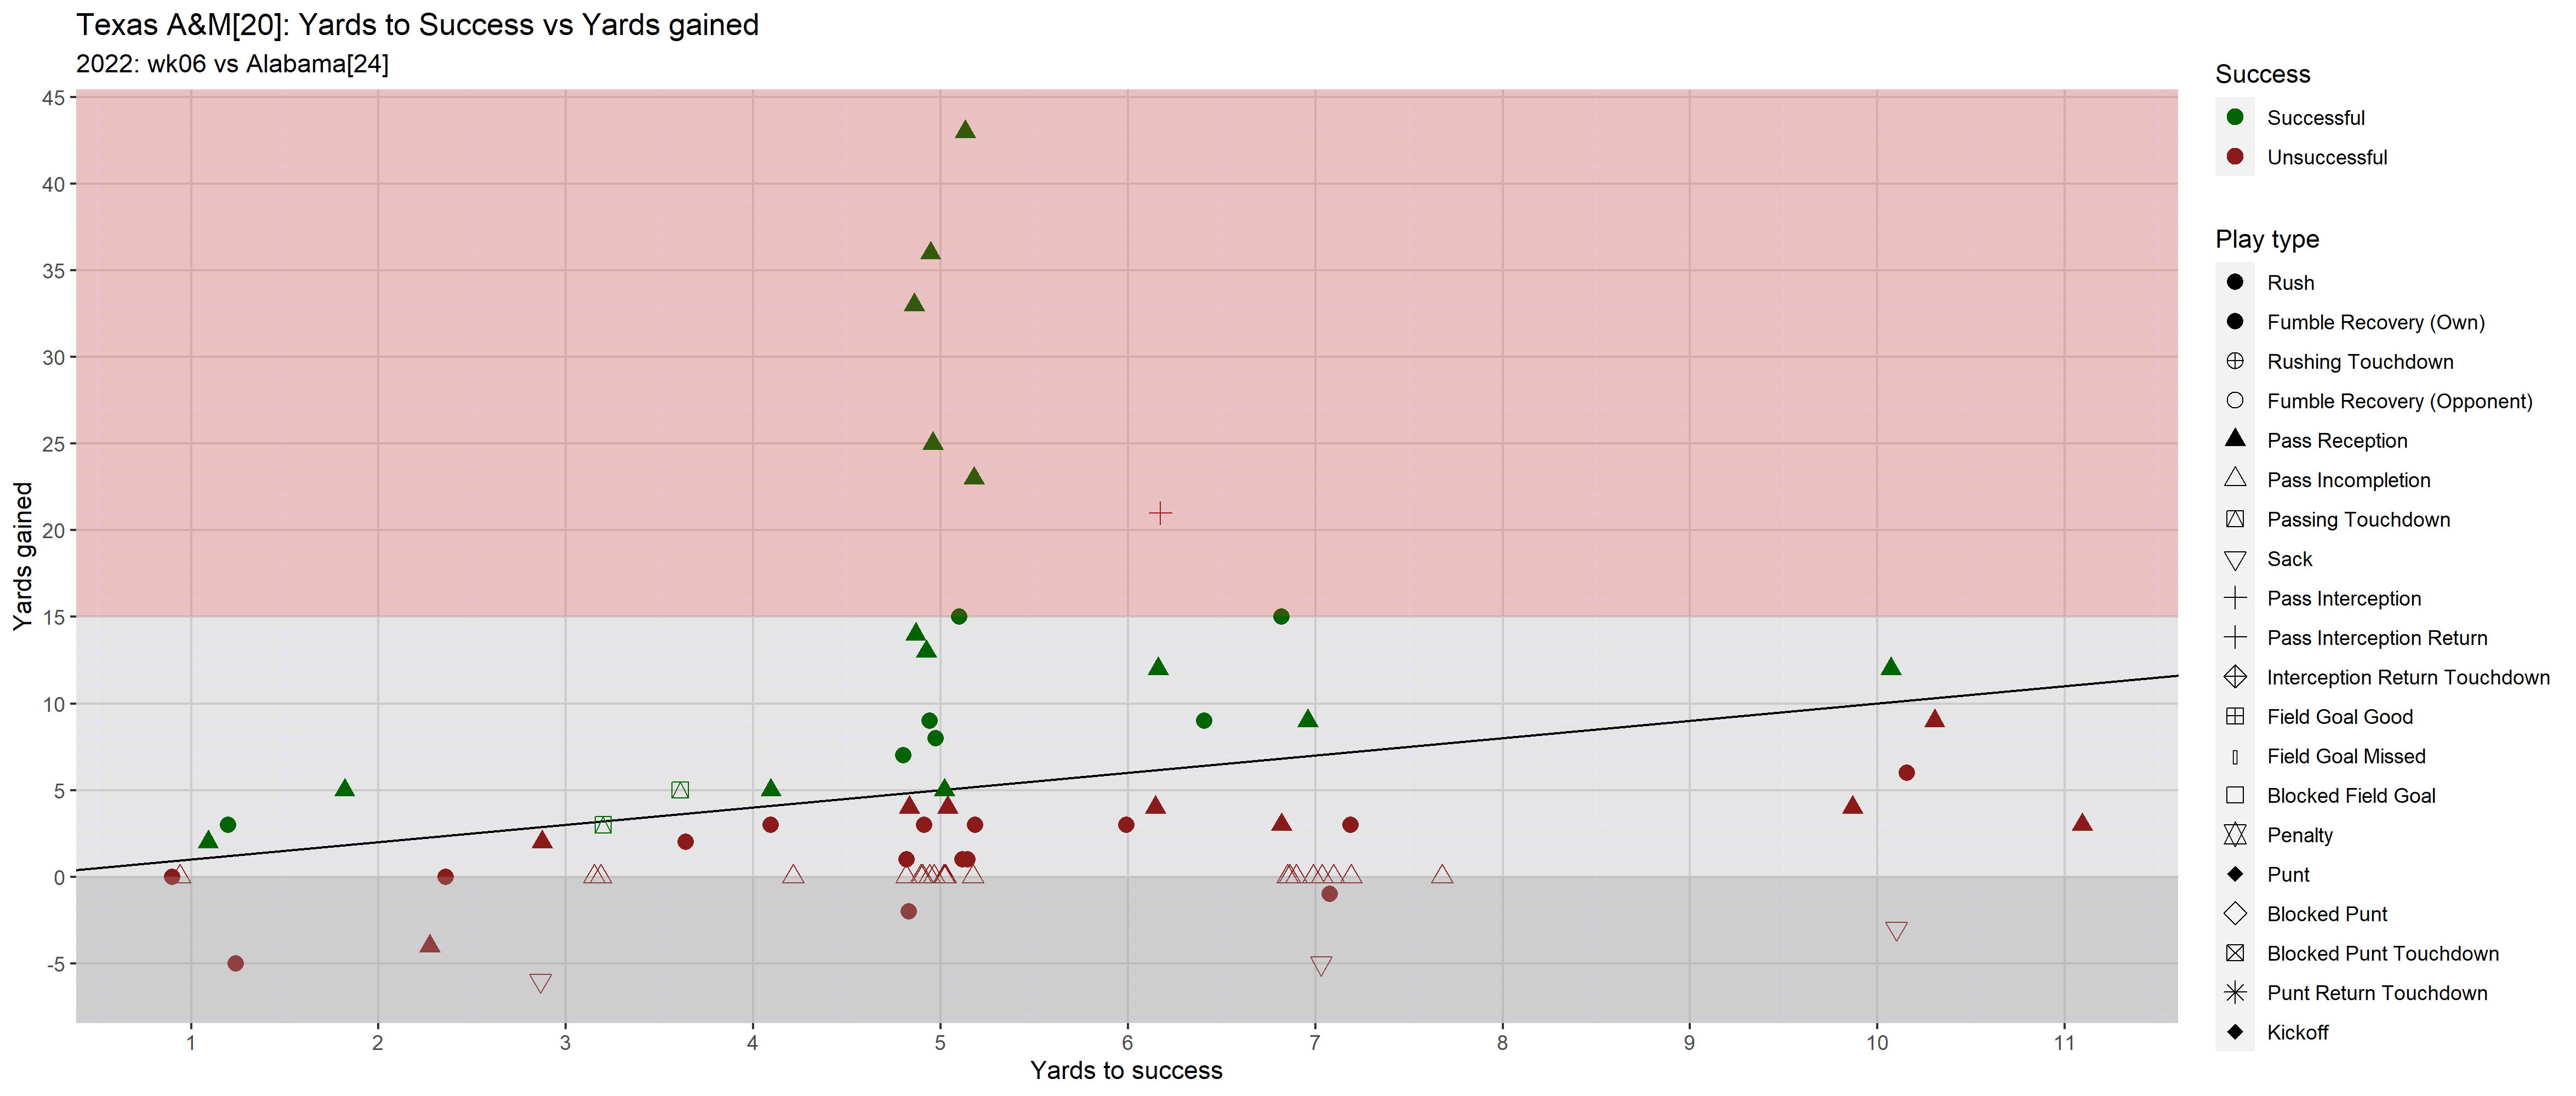 Texas A&M[20]: Yards to Success vs Yards gained
2022: wk06 vs Alabama[24]
Yards gained
45
40
35
30
25
20
15
10
5
0
-5
1 2 3 4 5 6 7 8 9 10 11
Yards to success
Success
Successful
Unsuccessful
Play type
Rush
Fumble Recovery (Own)
Rushing Touchdown
Fumble Recovery (Opponent)
Pass Reception
Pass Incompletion
Passing Touchdown
Sack
Pass Interception
Pass Interception Return
Interception Return Touchdown
Field Goal Good
Field Goal Missed
Blocked Field Goal
Penalty
Punt
Blocked Punt
Blocked Punt Touchdown
Punt Return Touchdown
Kickoff